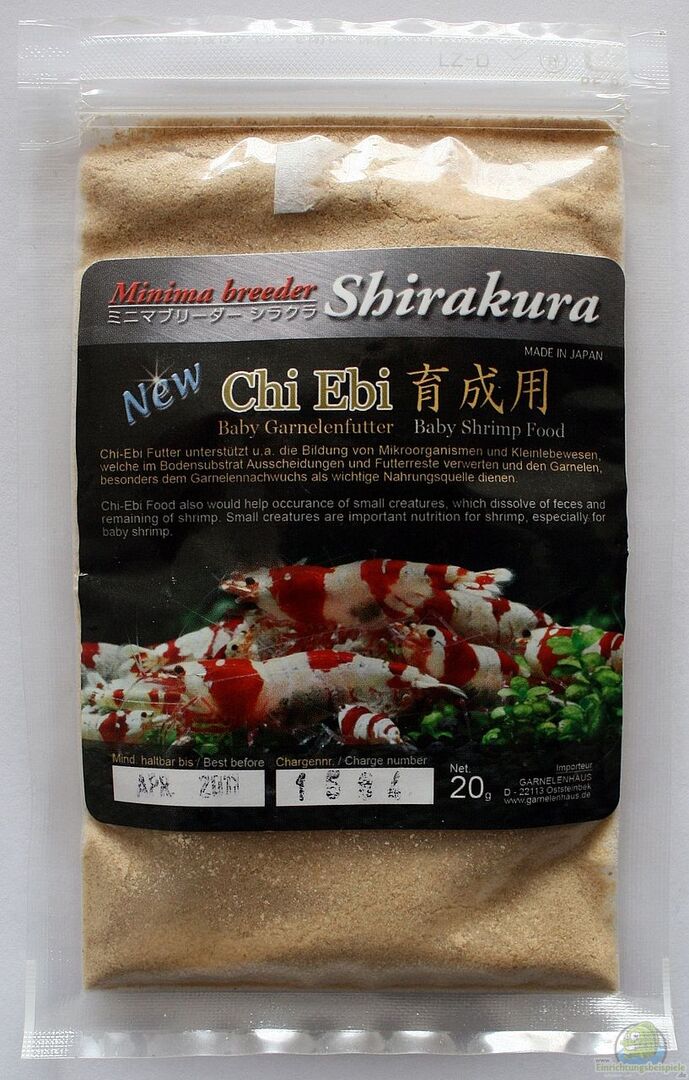 LZ-D
Minima breeder
ミニマブリーダー シラクラ
Shirakura
MADE IN JAPAN
New
Chi Ebi 育成用
Baby Garnelenfutter Baby Shrimp Food
Chi-Ebi Futter unterstützt u.a. die Bildung von Mikroorganismen und Kleinlebewesen,
welche im Bodensubstrat Ausscheidungen und Futterreste verwerten und den Garnelen,
besonders dem Garnelennachwuchs als wichtige Nahrungsquelle dienen.
Chi-Ebi Food also would help occurance of small creatures, which dissolve of feces and
remaining of shrimp. Small creatures are important nutrition for shrimp, especially for
baby shrimp.
Mind. haltbar bis / Best before
APR 2011
Chargennr. / Charge number
Net.
20g
Importeur
GARNELENHAUS
D - 22113 Oststeinbek
www.garnelenhaus.de
Einrichtungsbeispiele
.de